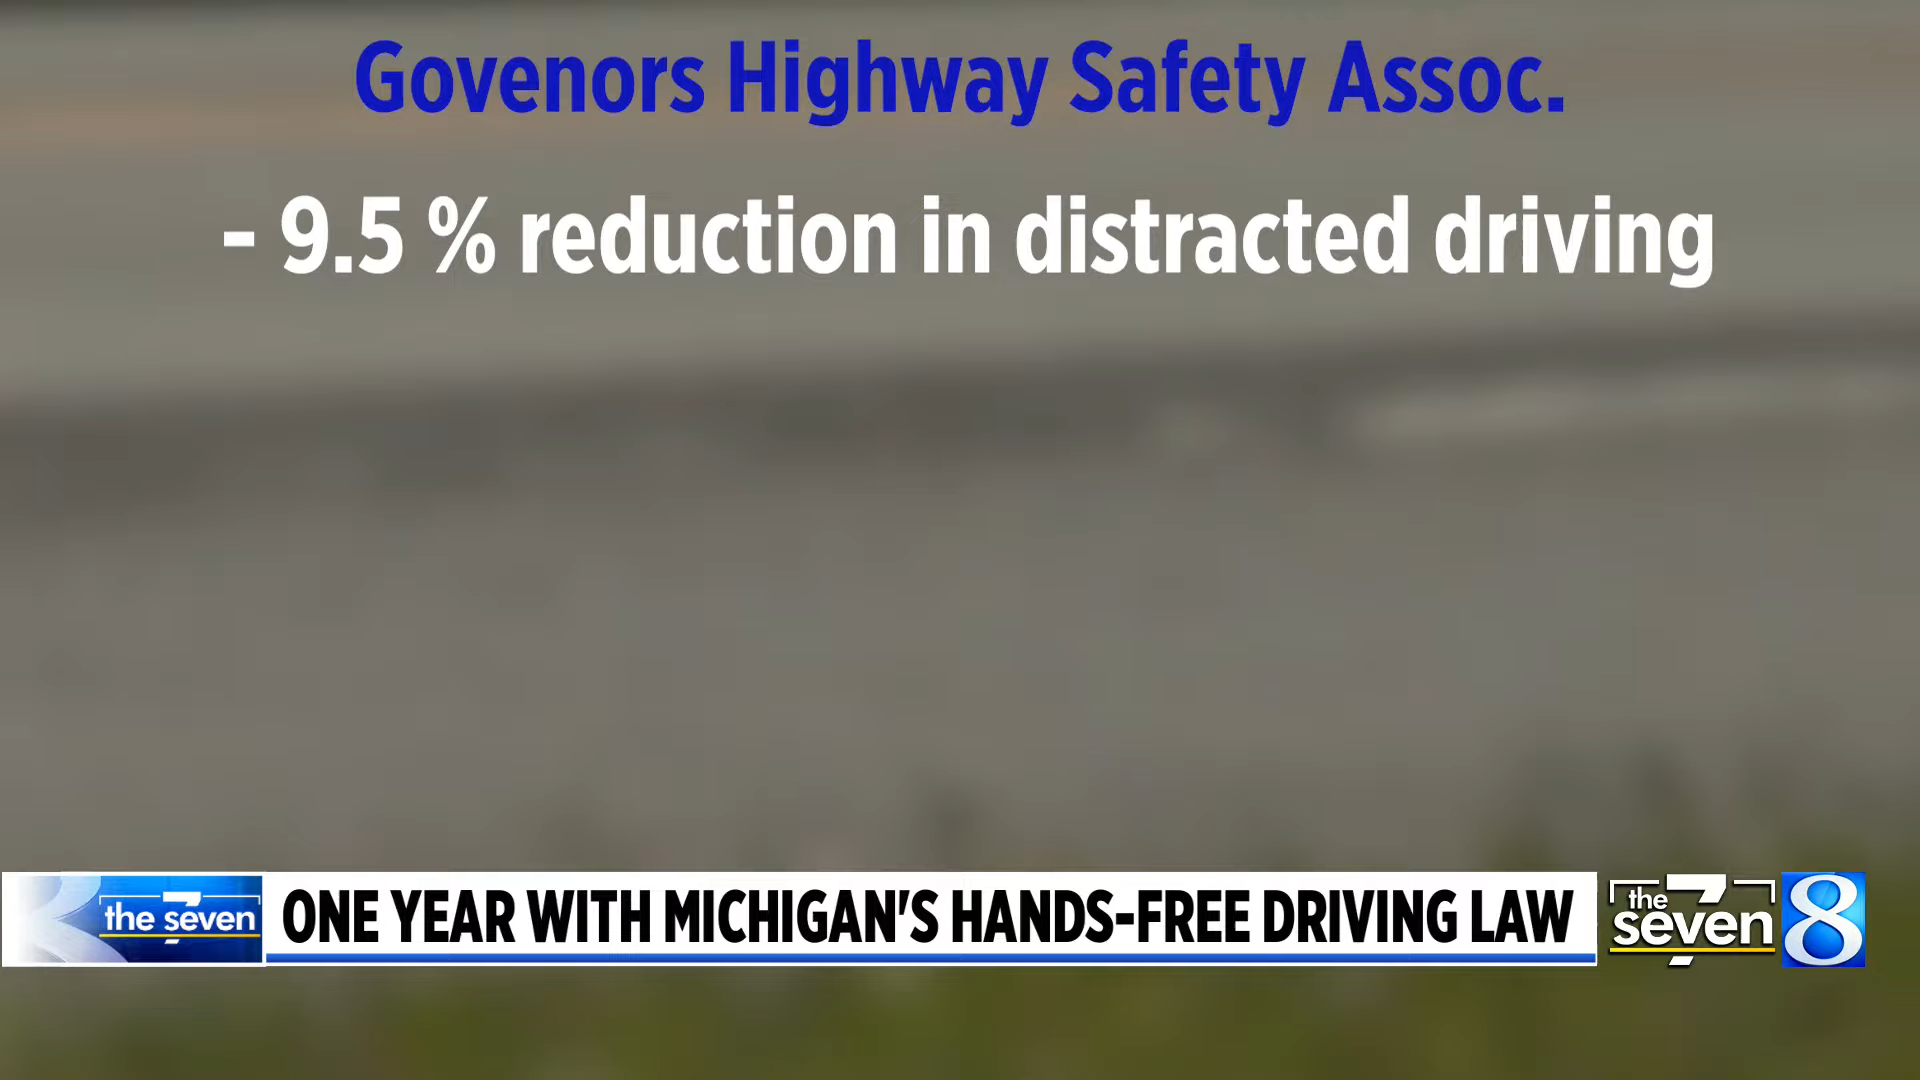 Govenors Highway Safety Assoc.
- 9.5 % reduction in distracted driving
the seven
ONE YEAR WITH MICHIGAN'S HANDS-FREE DRIVING LAW
the seven
8